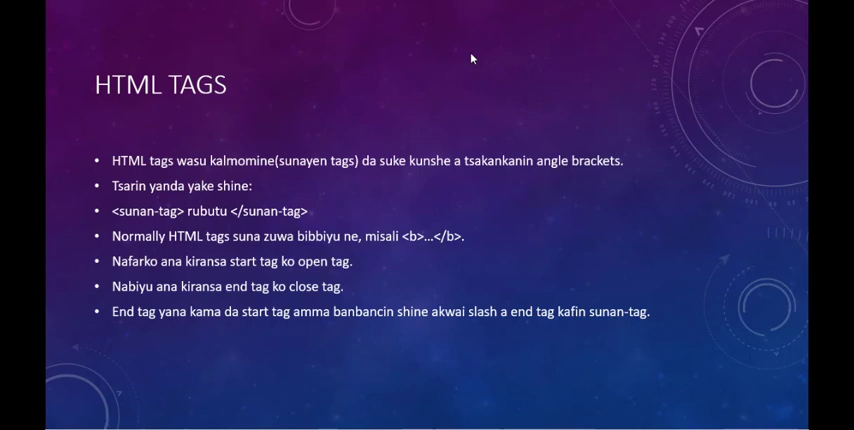 HTML TAGS
• HTML tags wasu kalmomine(sunayen tags) da suke kunshe a tsakankanin angle brackets.
• Tsarin yanda yake shine:
• <sunan-tag> rubutu </sunan-tag>
• Normally HTML tags suna zuwa bibbiyu ne, misali <b>…</b>.
• Nafarko ana kiransa start tag ko open tag.
• Nabiyu ana kiransa end tag ko close tag.
• End tag yana kama da start tag amma banbancin shine akwai slash a end tag kafin sunan-tag.